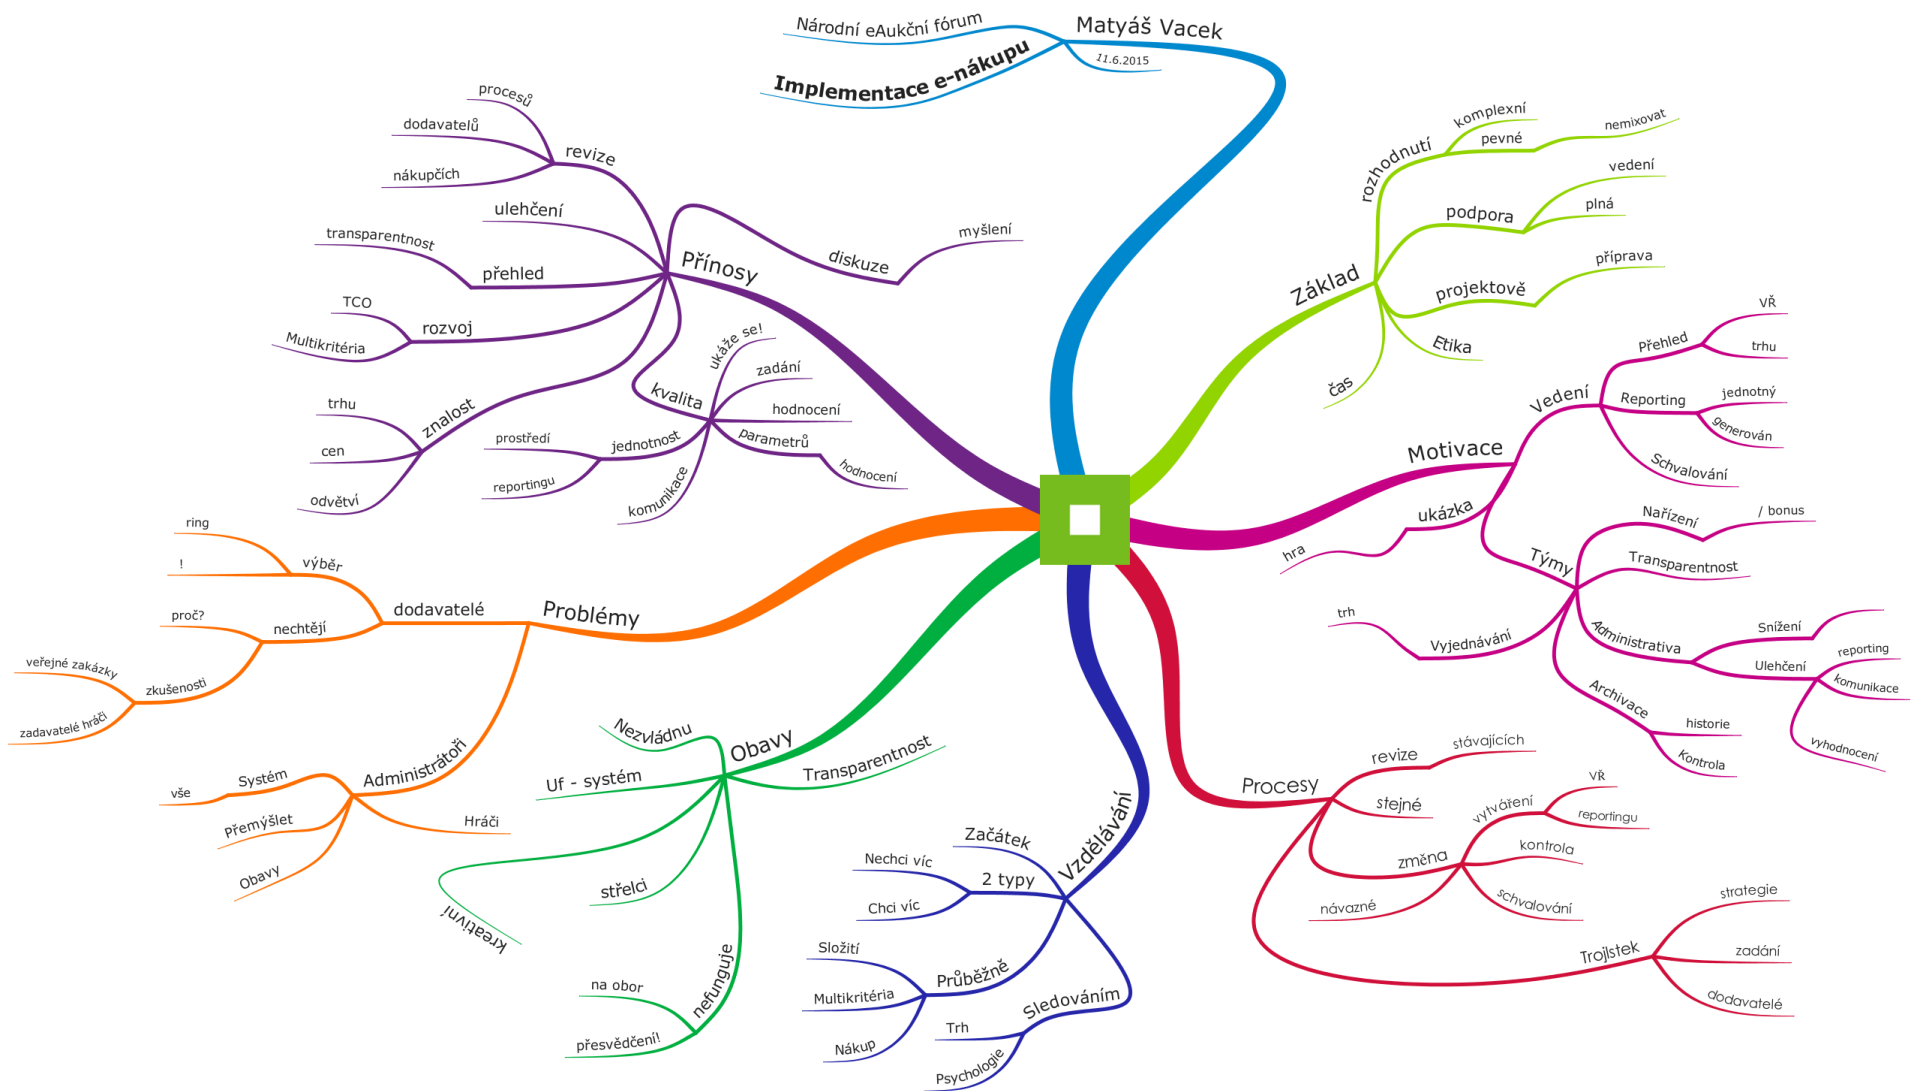 Národní eAukční fórum
Matyáš Vacek
Implementace e-nákupu
11.6.2015
Základ
rozhodnutí
komplexní
pevné
nemixovat
podpora
vedení
plná
projektově
příprava
Etika
čas
Motivace
Vedení
Přehled
VŘ
trhu
Reporting
jednotný
generován
Schvalování
ukázka
hra
Týmy
Nařízení
/ bonus
Transparentnost
Administrativa
Snížení
Ulehčení
reporting
komunikace
vyhodnocení
Archivace
historie
Kontrola
Vyjednávání
trh
Procesy
revize
stávajících
stejné
změna
vytváření
VŘ
reportingu
kontrola
schvalování
návazné
Trojlstek
strategie
zadání
dodavatelé
Vzdělávání
Začátek
2 typy
Nechci víc
Chci víc
Průběžně
Složití
Multikritéria
Nákup
Sledováním
Trh
Psychologie
Obavy
Nezvládnu
Uf - systém
Transparentnost
kreativní
střelci
nefunguje
na obor
přesvědčení!
Problémy
dodavatelé
výběr
ring
!
nechtějí
proč?
zkušenosti
veřejné zakázky
zadavatelé hráči
Administrátoři
Systém
vše
Přemýšlet
Obavy
Hráči
Přínosy
revize
procesů
dodavatelů
nákupčích
ulehčení
přehled
transparentnost
rozvoj
TCO
Multikritéria
znalost
trhu
cen
odvětví
kvalita
ukáže se!
zadání
hodnocení
parametrů
hodnocení
jednotnost
prostředí
reportingu
komunikace
diskuze
myšlení